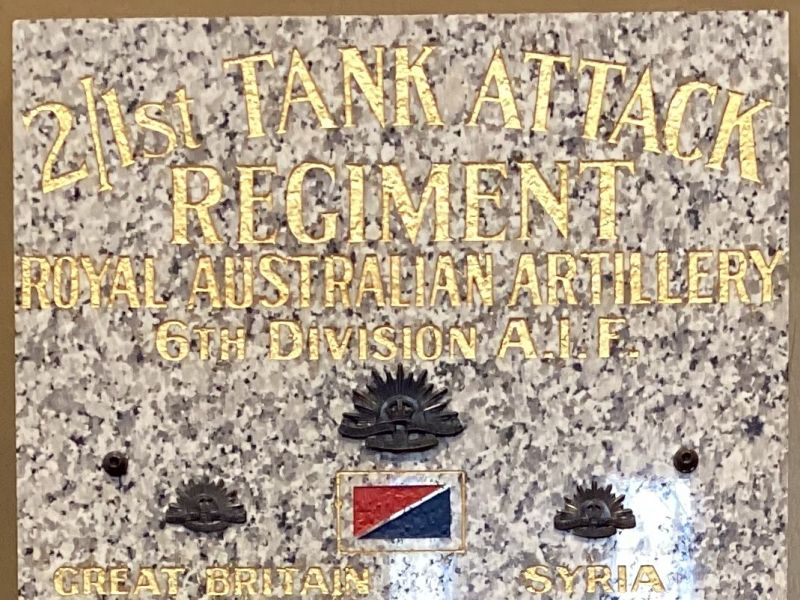 2/1st TANK ATTACK
REGIMENT
ROYAL AUSTRALIAN ARTILLERY
6TH DIVISION A.I.F.
GREAT BRITAIN SYRIA